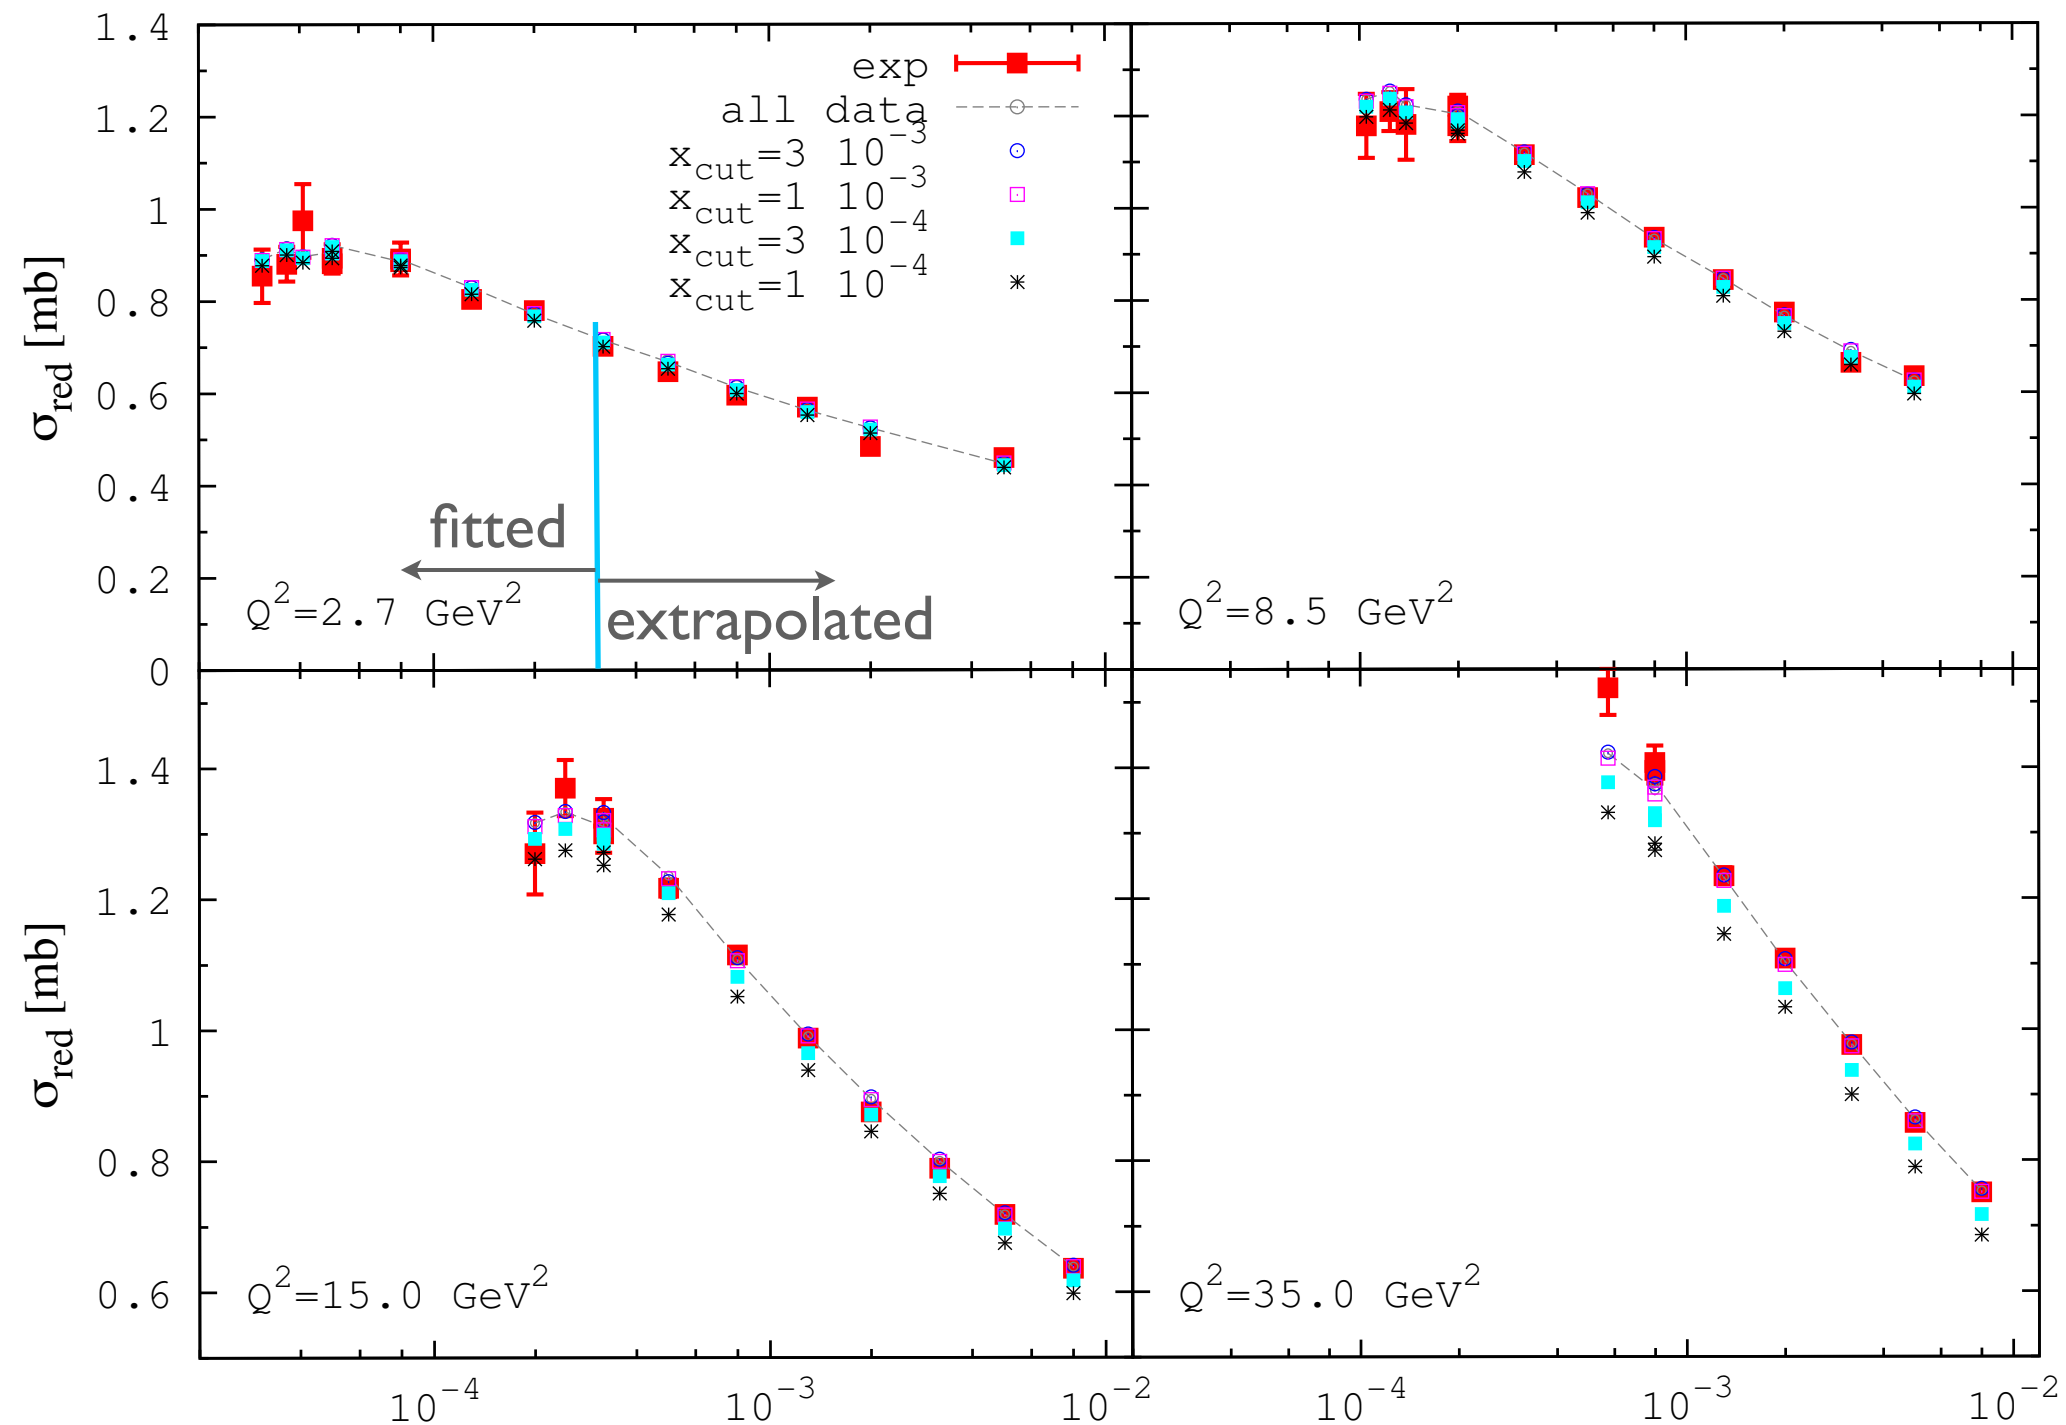 1.4
1.2
1
0.8
0.6
0.4
0.2
0
σ_red [mb]
exp
all data
x_cut=3 10^-3
x_cut=1 10^-3
x_cut=3 10^-4
x_cut=1 10^-4
fitted
extrapolated
Q^2=2.7 GeV^2
Q^2=8.5 GeV^2
1.4
1.2
1
0.8
0.6
σ_red [mb]
Q^2=15.0 GeV^2
Q^2=35.0 GeV^2
10^-4 10^-3 10^-2 10^-4 10^-3 10^-2